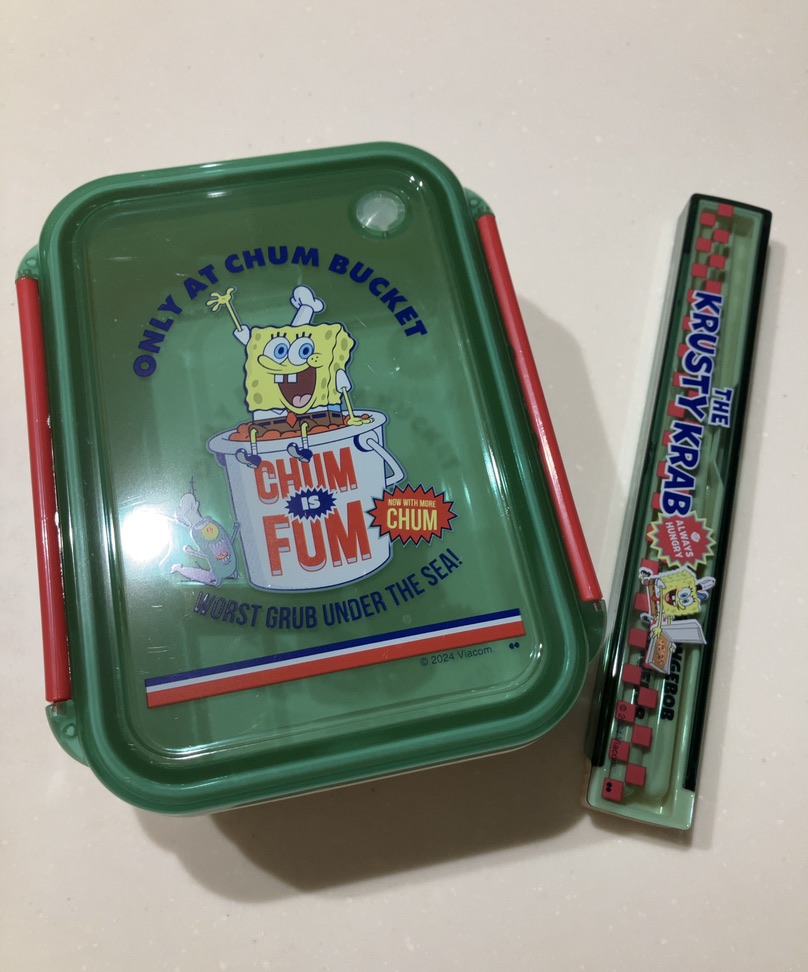 ONLY AT CHUM BUCKET
CHUM
IS
FUM
NOW WITH MORE
CHUM
WORST GRUB UNDER THE SEA!
© 2024 Viacom.
THE
KRUSTY KRAB
ALWAYS
HUNGRY